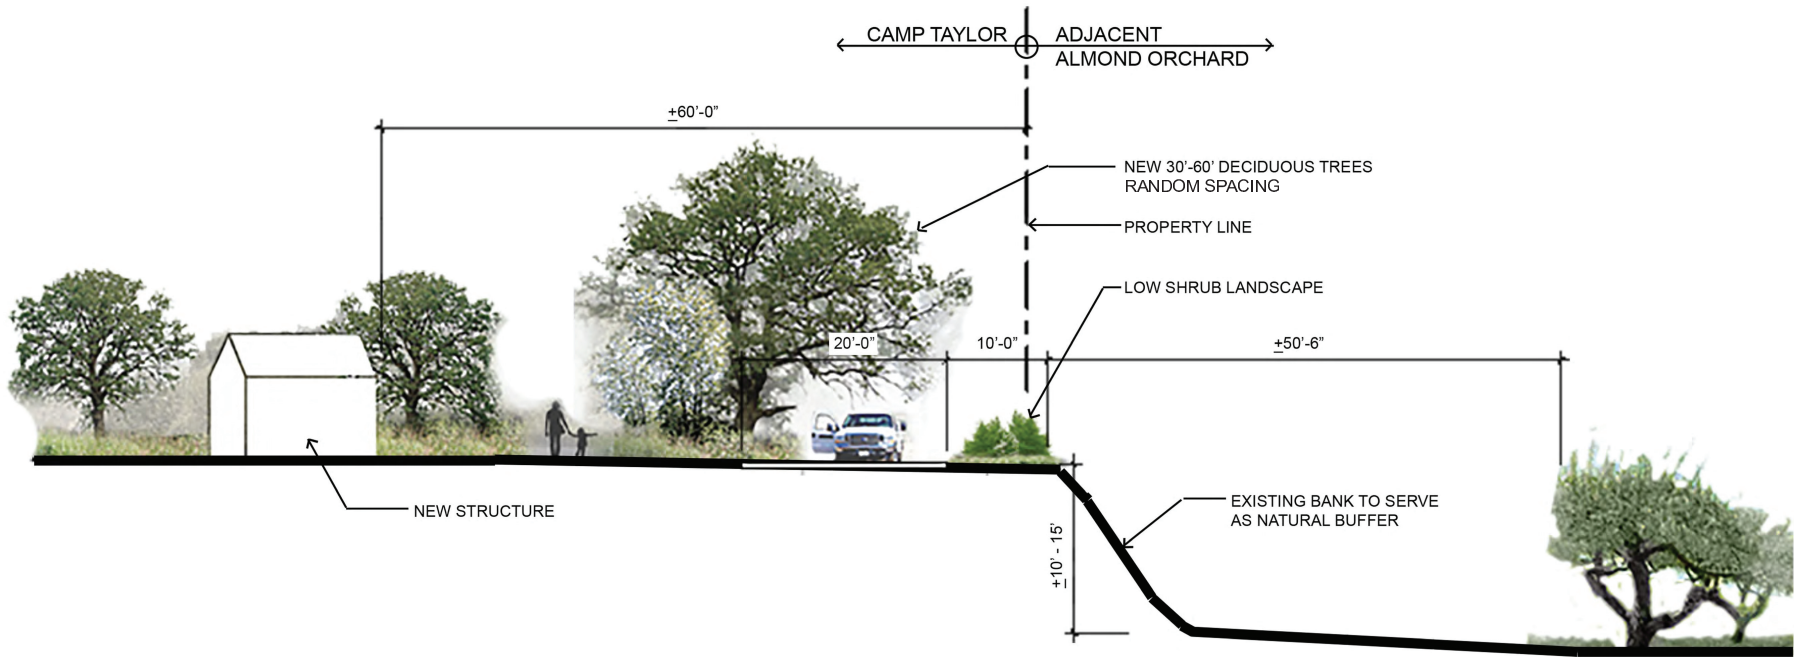 CAMP TAYLOR
ADJACENT
ALMOND ORCHARD
±60'-0"
NEW 30'-60' DECIDUOUS TREES
RANDOM SPACING
PROPERTY LINE
LOW SHRUB LANDSCAPE
20'-0"
10'-0"
±50'-6"
NEW STRUCTURE
EXISTING BANK TO SERVE
AS NATURAL BUFFER
±10' - 15'